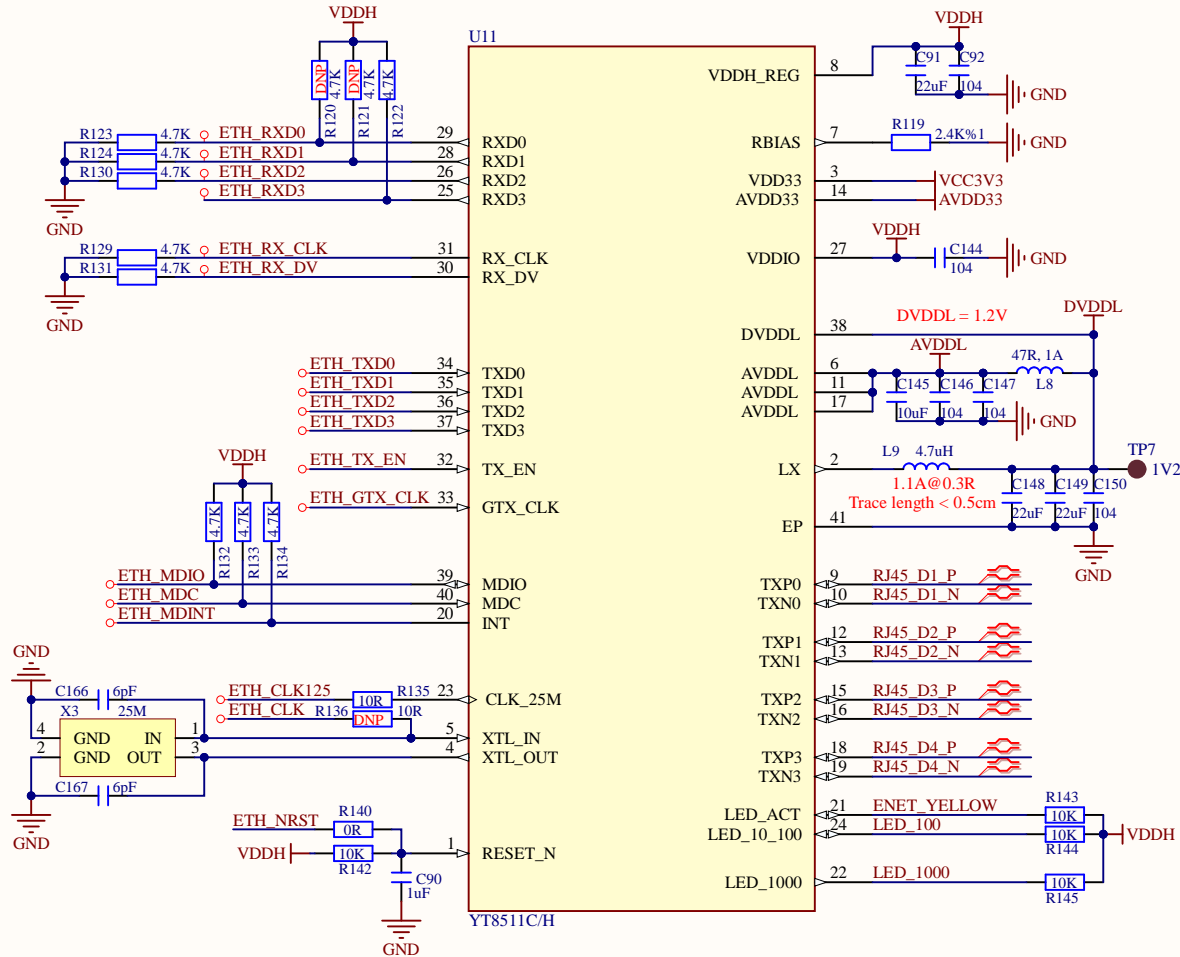 VDDH
DNP
4.7K
R120
DNP
4.7K
R121
4.7K
R122
R123
4.7K
ETH_RXD0
R124
4.7K
ETH_RXD1
R130
4.7K
ETH_RXD2
ETH_RXD3
GND
R129
4.7K
ETH_RX_CLK
R131
4.7K
ETH_RX_DV
GND
ETH_TXD0
ETH_TXD1
ETH_TXD2
ETH_TXD3
ETH_TX_EN
ETH_GTX_CLK
VDDH
4.7K
R132
4.7K
R133
4.7K
R134
ETH_MDIO
ETH_MDC
ETH_MDINT
GND
C166
6pF
X3
25M
4
GND
IN
1
2
GND
OUT
3
C167
6pF
GND
ETH_CLK125
10R
R135
ETH_CLK
R136
DNP
10R
R140
ETH_NRST
0R
VDDH
10K
R142
C90
1uF
GND
U11
29
RXD0
28
RXD1
26
RXD2
25
RXD3
31
RX_CLK
30
RX_DV
34
TXD0
35
TXD1
36
TXD2
37
TXD3
32
TX_EN
33
GTX_CLK
39
MDIO
40
MDC
20
INT
23
CLK_25M
5
XTL_IN
4
XTL_OUT
1
RESET_N
YT8511C/H
VDDH_REG
8
RBIAS
7
VDD33
3
AVDD33
14
VDDIO
27
DVDDL
38
AVDDL
6
AVDDL
11
AVDDL
17
LX
2
EP
41
TXP0
9
TXN0
10
TXP1
12
TXN1
13
TXP2
15
TXN2
16
TXP3
18
TXN3
19
LED_ACT
21
LED_10_100
24
LED_1000
22
VDDH
C91
C92
22uF
104
GND
R119
2.4K%1
GND
VCC3V3
AVDD33
VDDH
C144
104
GND
DVDDL = 1.2V
DVDDL
AVDDL
47R, 1A
L8
C145
C146
C147
10uF
104
104
GND
L9
4.7uH
1.1A@0.3R
Trace length < 0.5cm
TP7
1V2
C148
C149
C150
22uF
22uF
104
GND
RJ45_D1_P
RJ45_D1_N
RJ45_D2_P
RJ45_D2_N
RJ45_D3_P
RJ45_D3_N
RJ45_D4_P
RJ45_D4_N
ENET_YELLOW
R143
10K
LED_100
10K
R144
VDDH
LED_1000
10K
R145